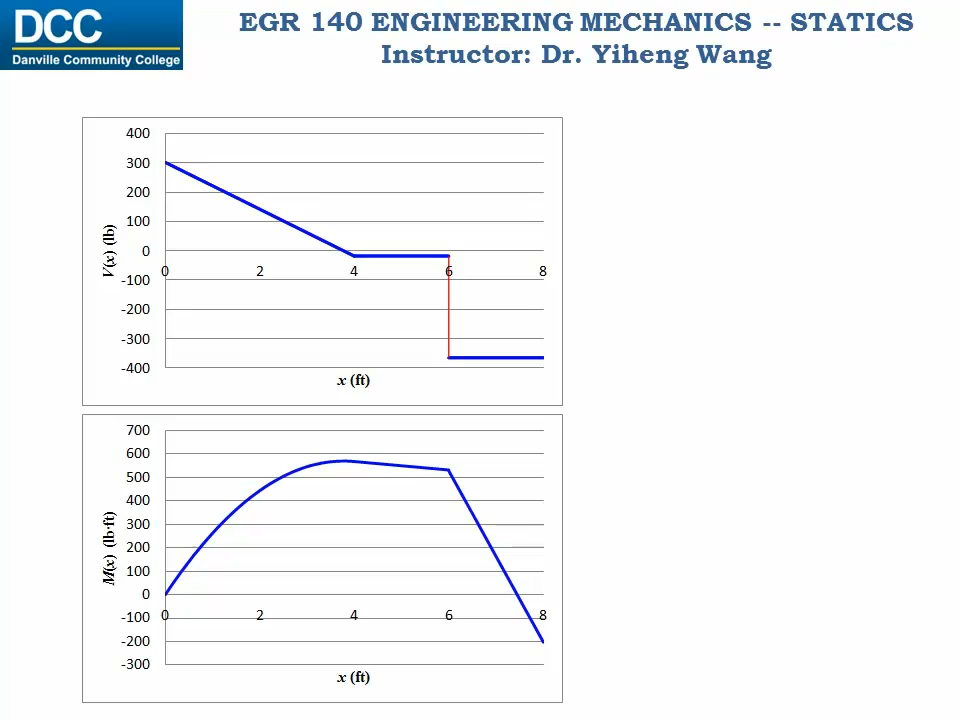 DCC
Danville Community College
EGR 140 ENGINEERING MECHANICS -- STATICS
Instructor: Dr. Yiheng Wang
400
300
200
100
0
-100
-200
-300
-400
V(x) (lb)
0 2 4 6 8
x (ft)
700
600
500
400
300
200
100
0
-100
-200
-300
M(x) (lb·ft)
0 2 4 6 8
x (ft)